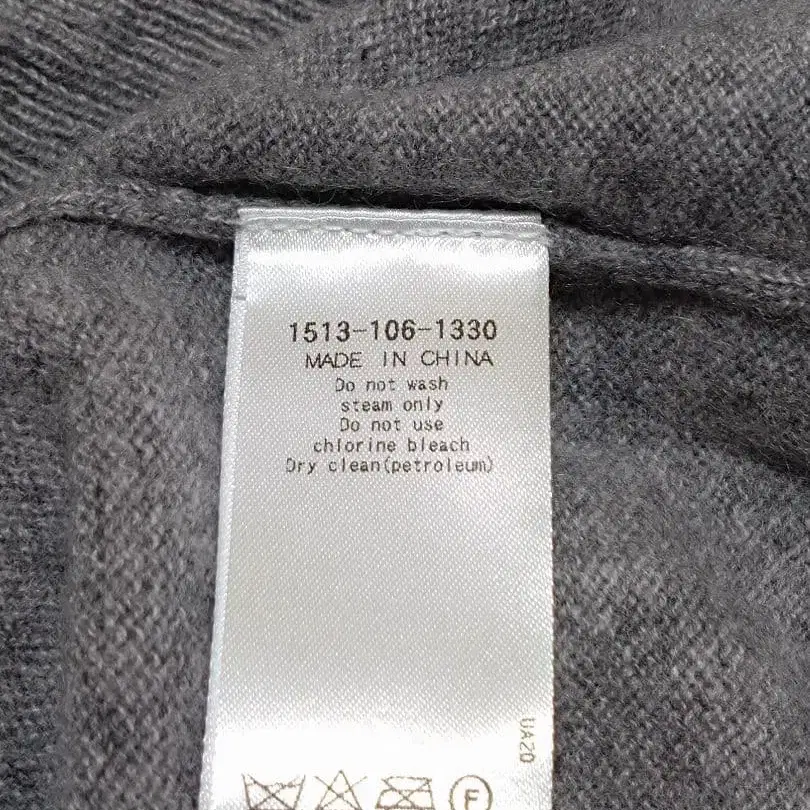 1513-106-1330
MADE IN CHINA
Do not wash
steam only
Do not use
chlorine bleach
Dry clean(petroleum)
UA20
F